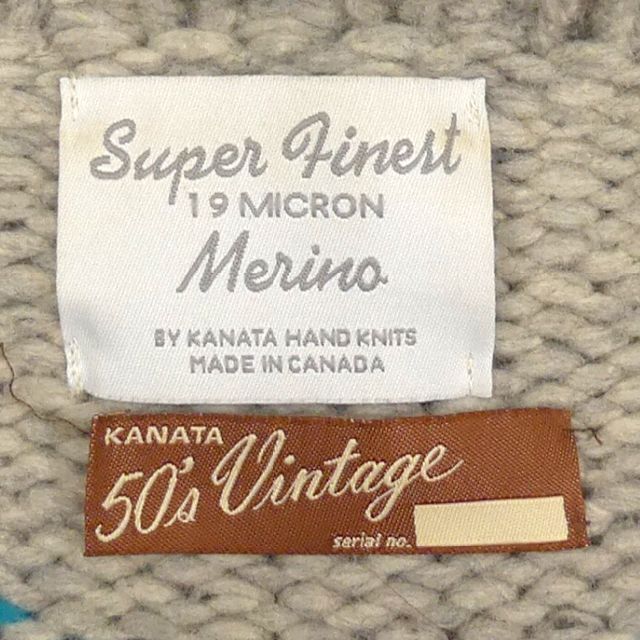 Super Finest
19 MICRON
Merino
BY KANATA HAND KNITS
MADE IN CANADA
KANATA
50's Vintage
serial no.